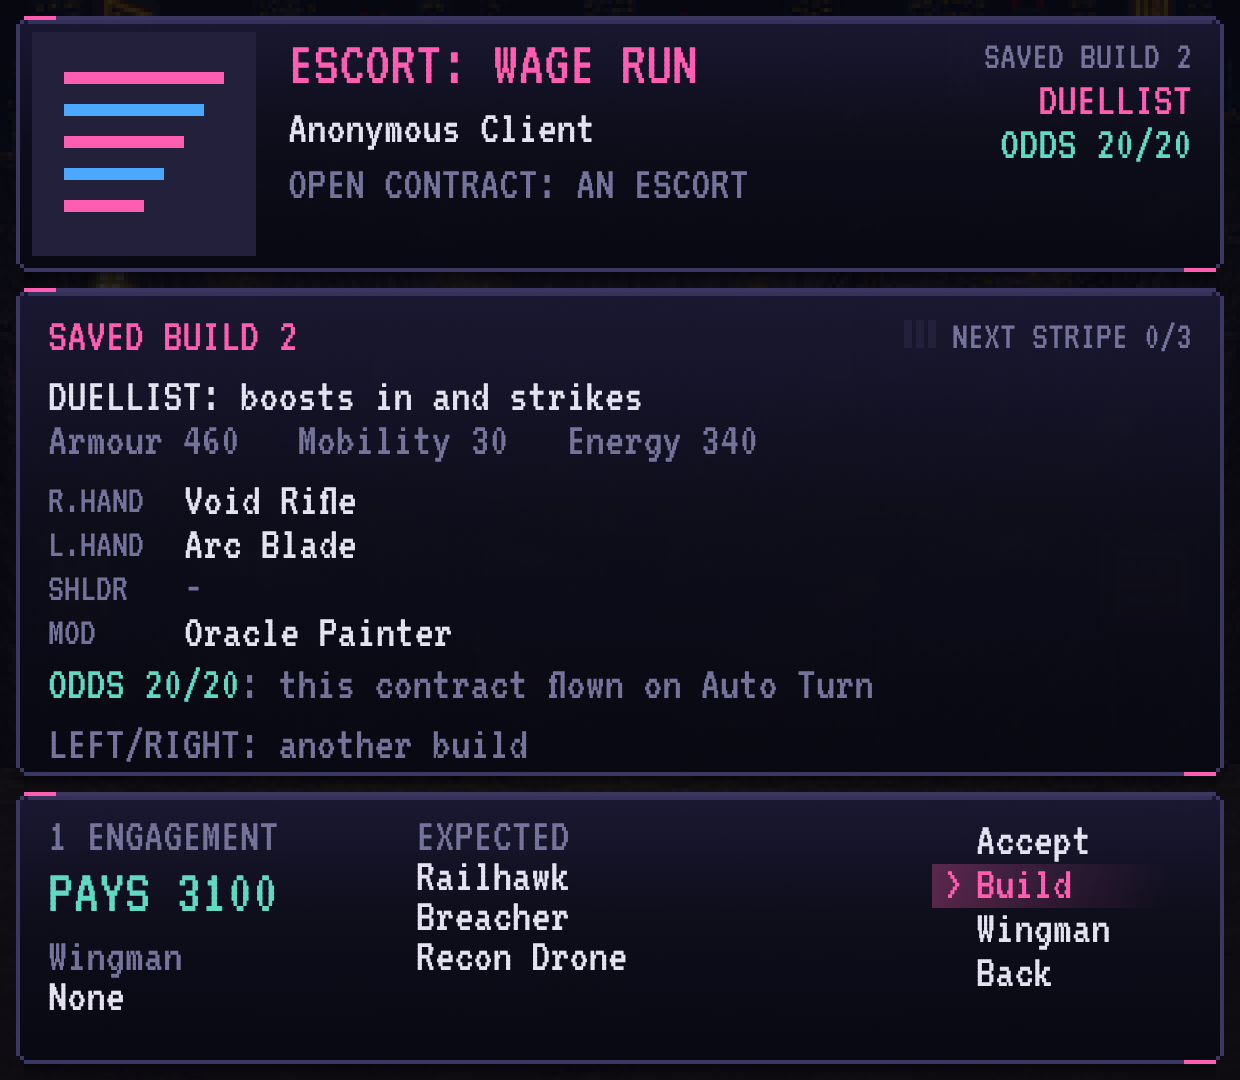 ESCORT: WAGE RUN
Anonymous Client
OPEN CONTRACT: AN ESCORT
SAVED BUILD 2
DUELLIST
ODDS 20/20
SAVED BUILD 2
NEXT STRIPE 0/3
DUELLIST: boosts in and strikes
Armour 460 Mobility 30 Energy 340
R.HAND Void Rifle
L.HAND Arc Blade
SHLDR -
MOD Oracle Painter
ODDS 20/20: this contract flown on Auto Turn
LEFT/RIGHT: another build
1 ENGAGEMENT
PAYS 3100
Wingman
None
EXPECTED
Railhawk
Breacher
Recon Drone
Accept
> Build
Wingman
Back